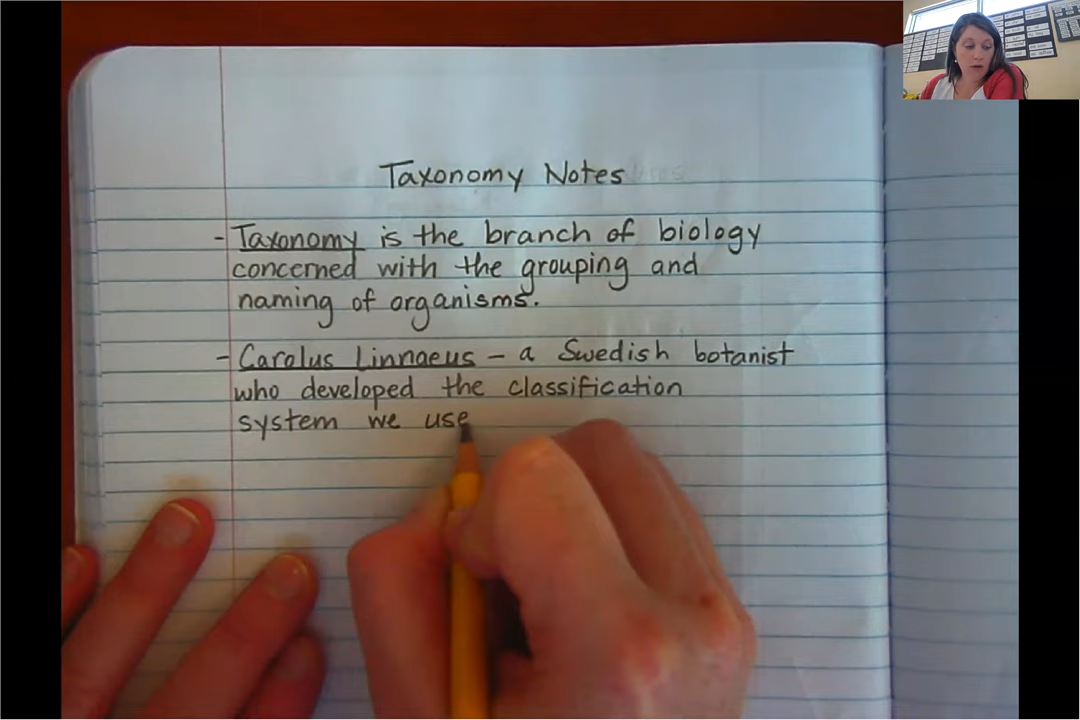 Taxonomy Notes
- Taxonomy is the branch of biology
concerned with the grouping and
naming of organisms.
- Carolus Linnaeus - a Swedish botanist
who developed the classification
system we use